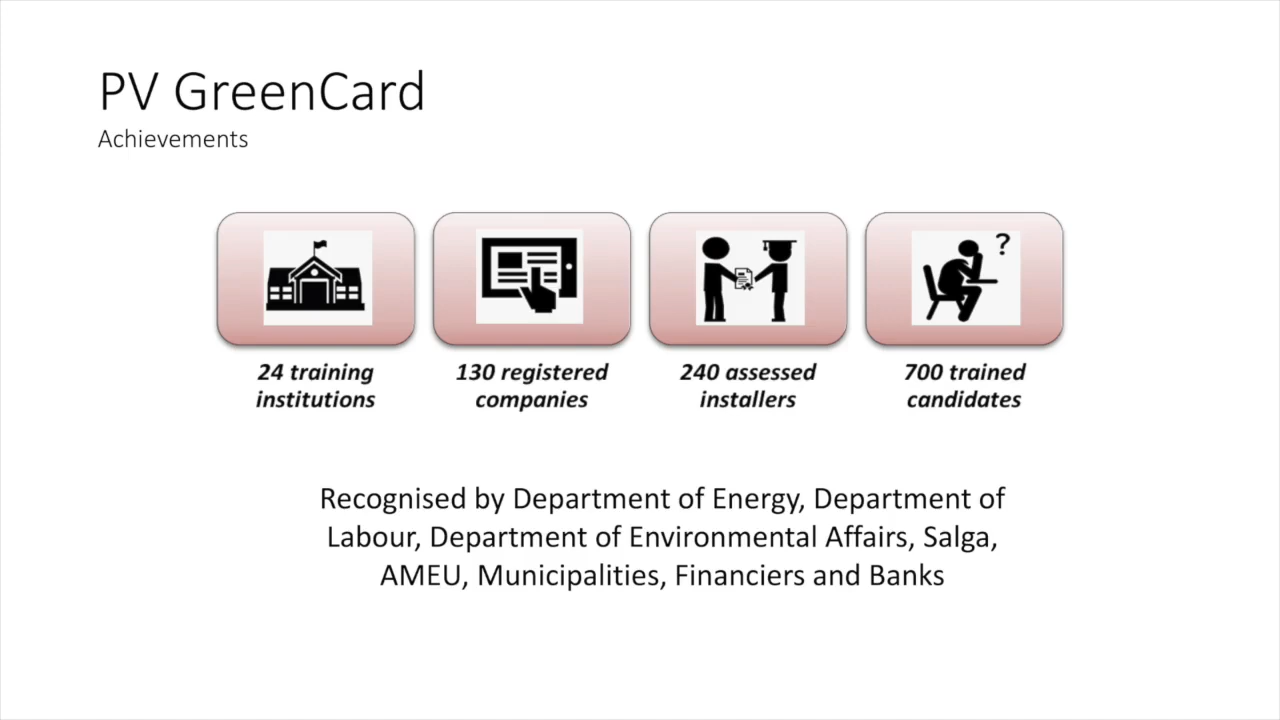 PV GreenCard
Achievements
?
24 training
institutions
130 registered
companies
240 assessed
installers
700 trained
candidates
Recognised by Department of Energy, Department of
Labour, Department of Environmental Affairs, Salga,
AMEU, Municipalities, Financiers and Banks